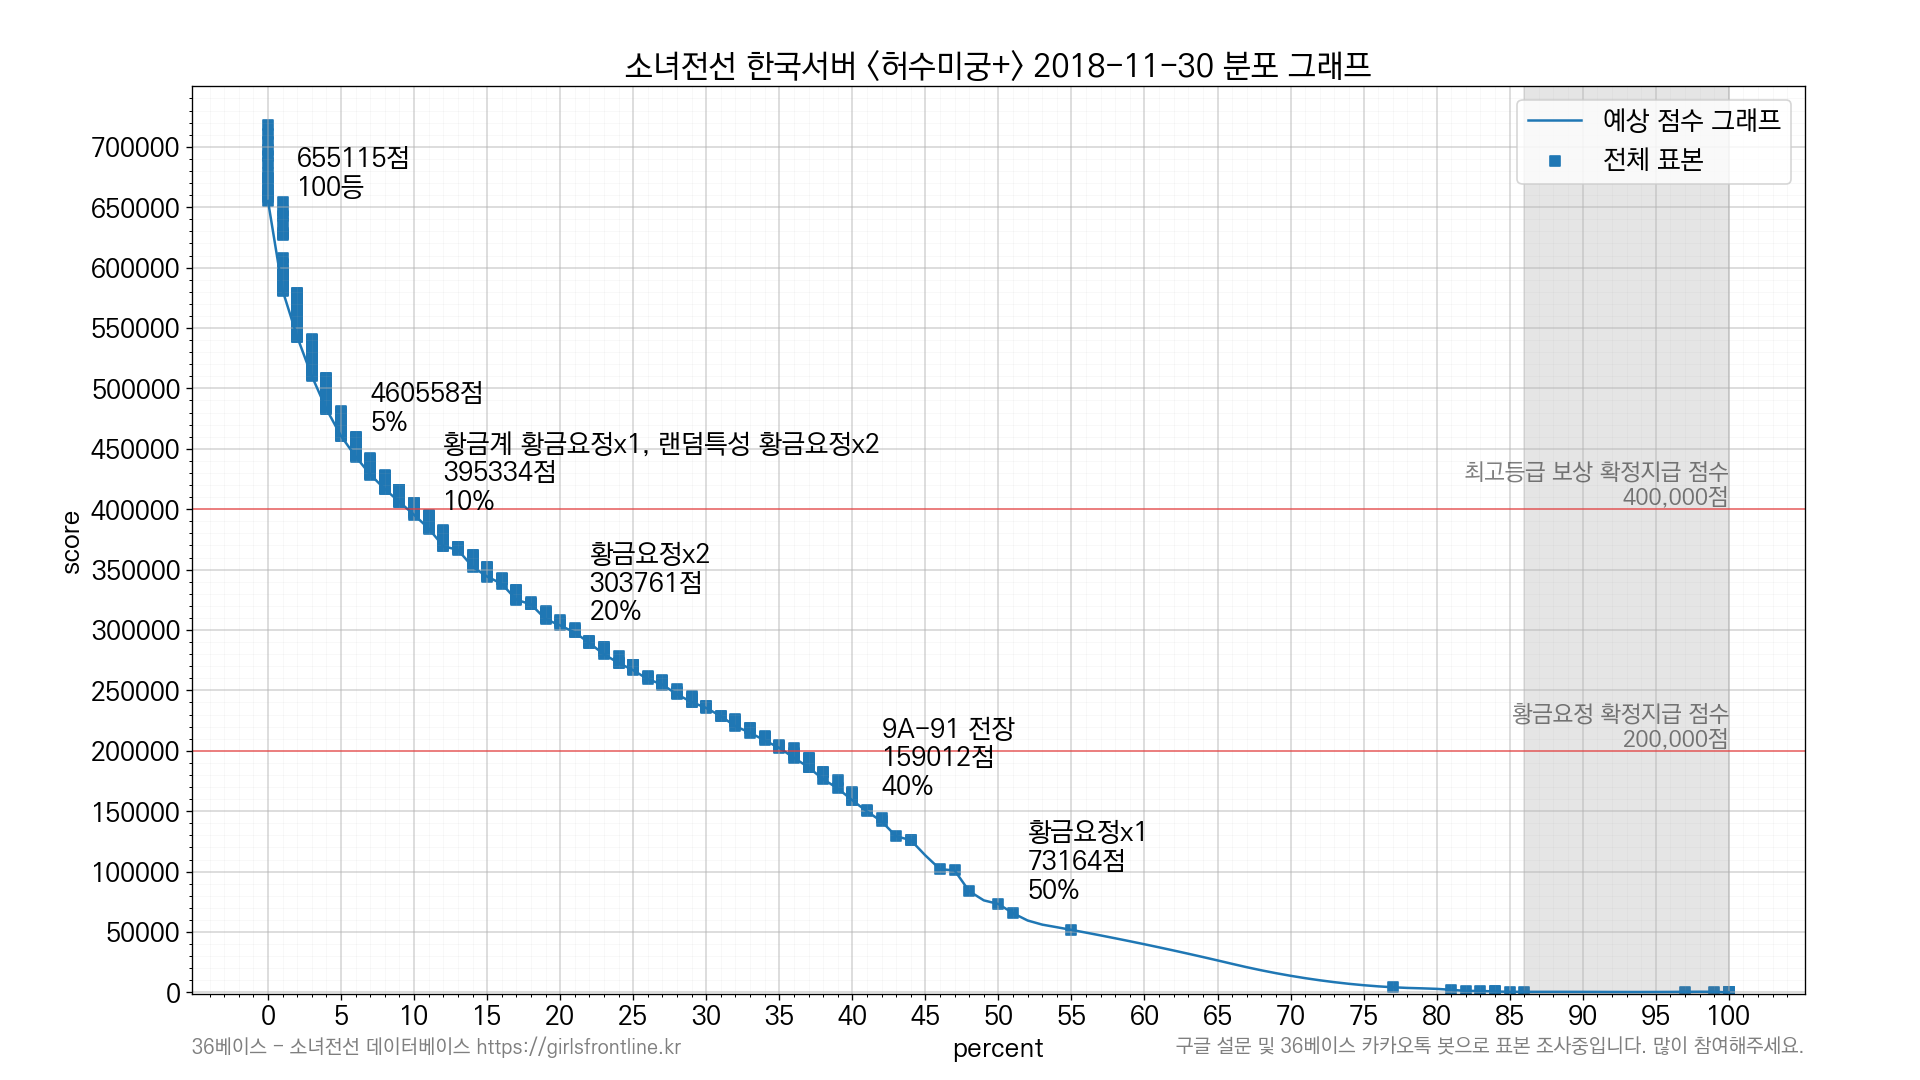 소녀전선 한국서버 <허수미궁+> 2018-11-30 분포 그래프
예상 점수 그래프
전체 표본
655115점
100등
460558점
5%
황금계 황금요정x1, 랜덤특성 황금요정x2
395334점
10%
최고등급 보상 확정지급 점수
400,000점
황금요정x2
303761점
20%
황금요정 확정지급 점수
200,000점
9A-91 전장
159012점
40%
황금요정x1
73164점
50%
score
700000
650000
600000
550000
500000
450000
400000
350000
300000
250000
200000
150000
100000
50000
0
0 5 10 15 20 25 30 35 40 45 50 55 60 65 70 75 80 85 90 95 100
percent
36베이스 - 소녀전선 데이터베이스 https://girlsfrontline.kr
구글 설문 및 36베이스 카카오톡 봇으로 표본 조사중입니다. 많이 참여해주세요.